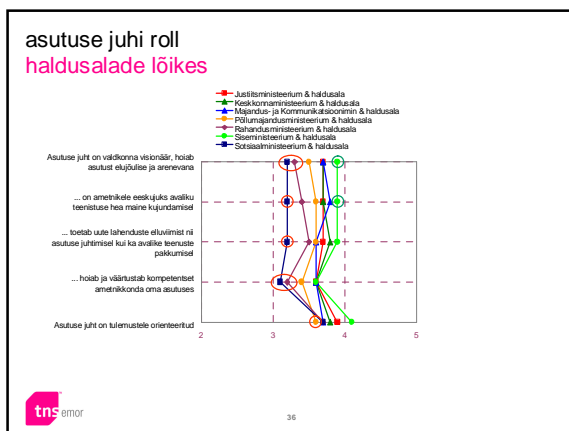 asutuse juhi roll
haldusalade lõikes
Justiitsministeerium & haldusala
Keskkonnaministeerium & haldusala
Majandus- ja Kommunikatsioonimin & haldusala
Põllumajandusministeerium & haldusala
Rahandusministeerium & haldusala
Siseministeerium & haldusala
Sotsiaalministeerium & haldusala
Asutuse juht on valdkonna visionäär, hoiab
asutust elujõulise ja arenevana
... on ametnikele eeskujuks avaliku
teenistuse hea maine kujundamisel
... toetab uute lahenduste elluviimist nii
asutuse juhtimisel kui ka avalike teenuste
pakkumisel
... hoiab ja väärtustab kompetentset
ametnikkonda oma asutuses
Asutuse juht on tulemustele orienteeritud
2 3 4 5
tns emor
36